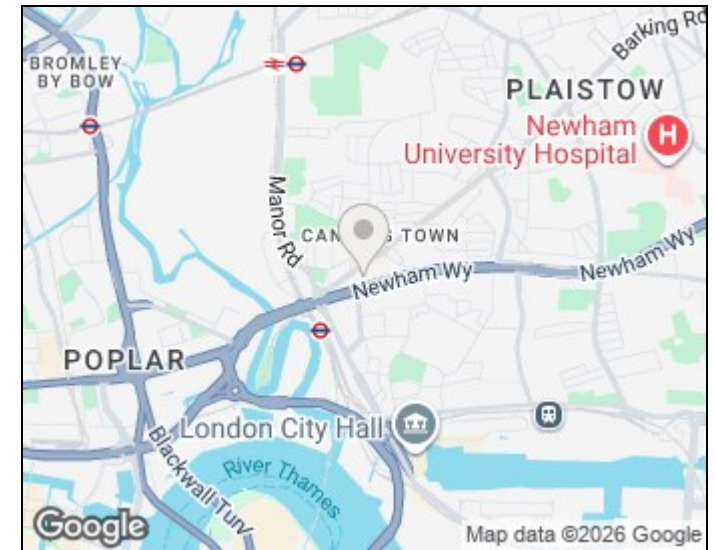 Barking Rd
BROMLEY
BY BOW
PLAISTOW
Newham
University Hospital
H
Manor Rd
CAN G TOWN
Newham Wy
Newham Wy
POPLAR
London City Hall
Blackwall Tun
River Thames
Google
Map data ©2026 Google